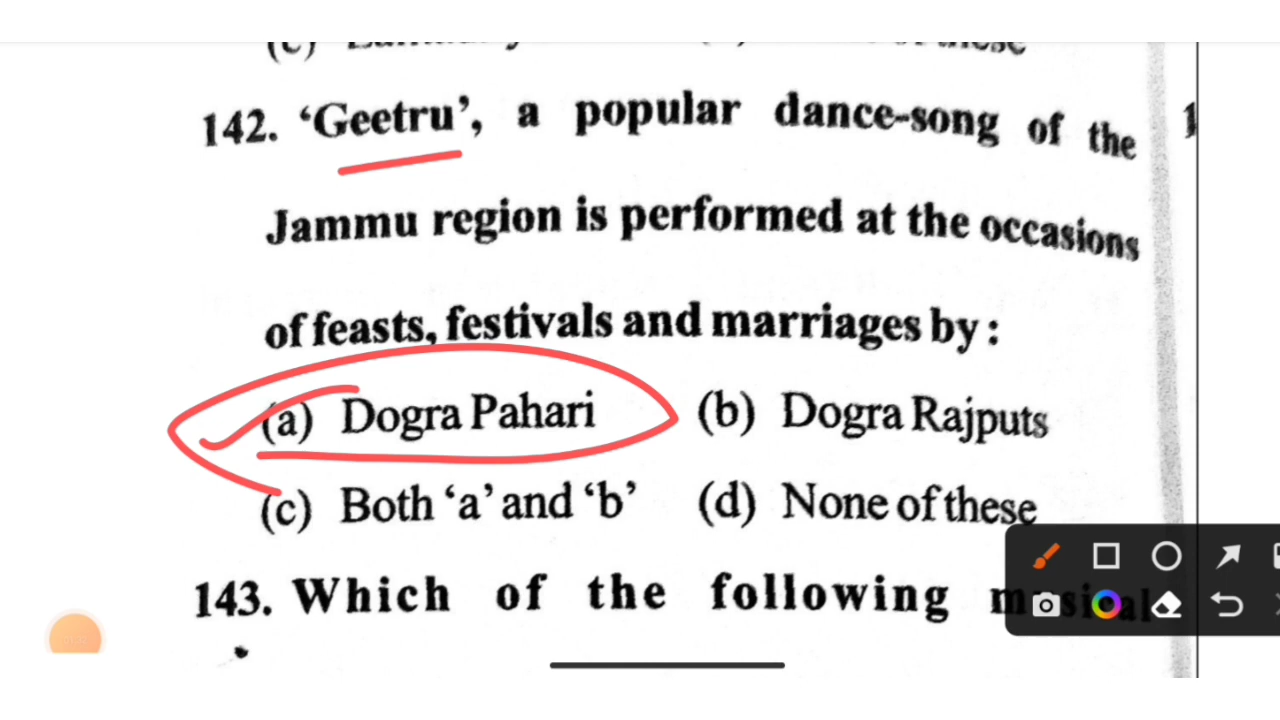 142. ‘Geetru’, a popular dance-song of the
Jammu region is performed at the occasions
of feasts, festivals and marriages by :
(a) Dogra Pahari (b) Dogra Rajputs
(c) Both ‘a’ and ‘b’ (d) None of these
143. Which of the following musical